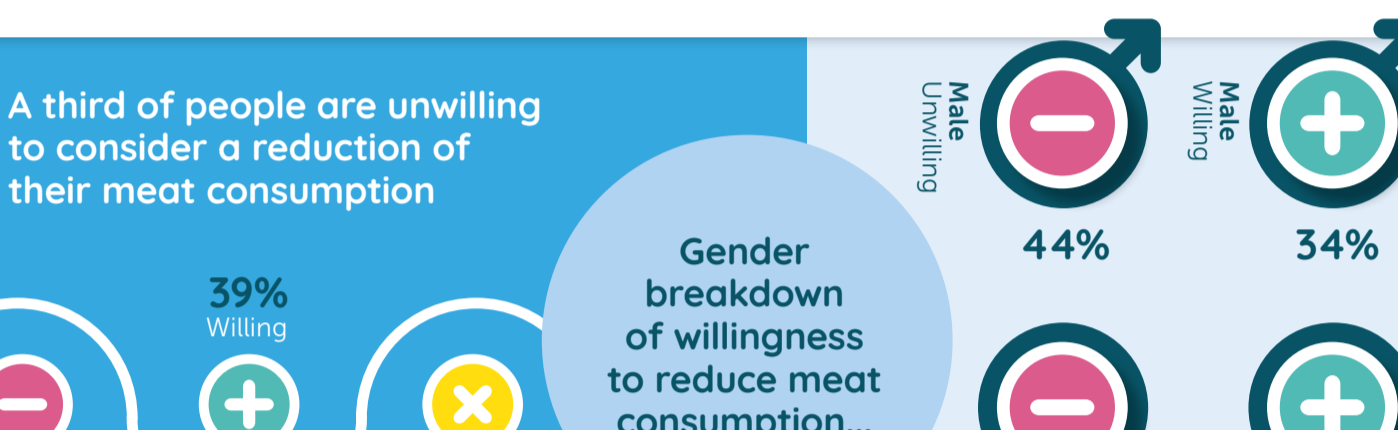 A third of people are unwilling
to consider a reduction of
their meat consumption
39%
Willing
Gender
breakdown
of willingness
to reduce meat
consumption...
Male
Unwilling
44%
Male
Willing
34%